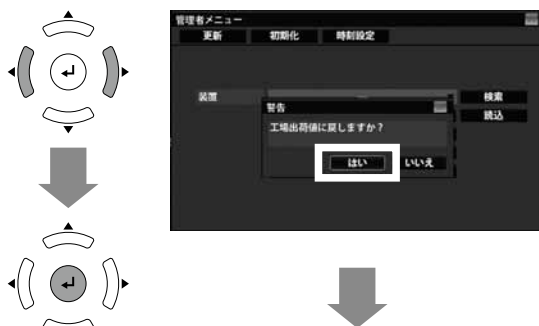 管理者メニュー
更新 初期化 時刻設定
装置
検索
読込
警告
工場出荷値に戻しますか？
はい いいえ